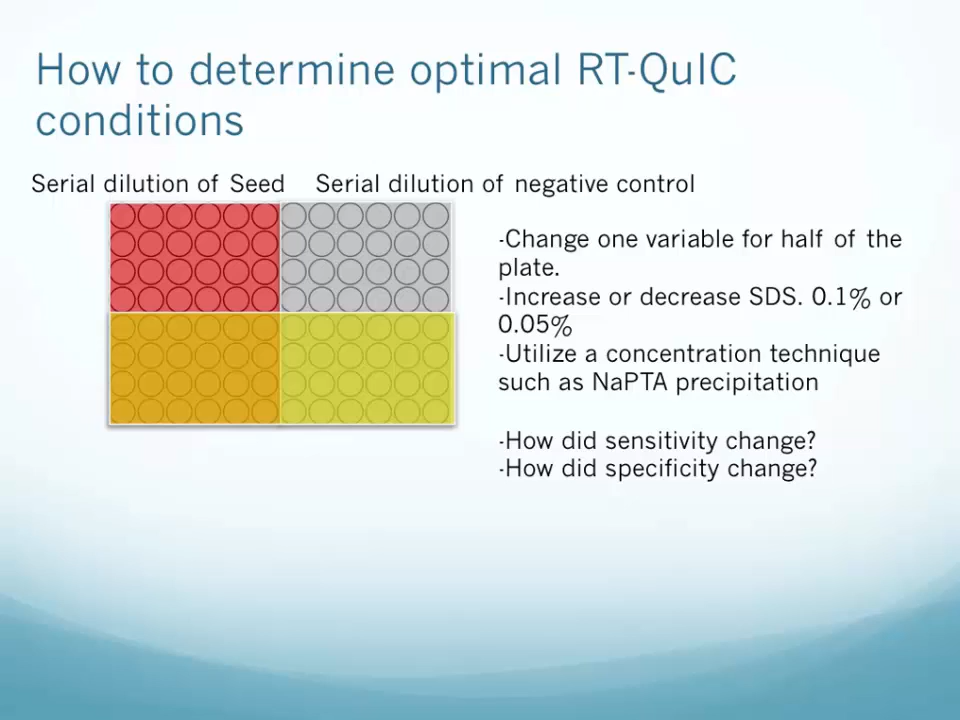 How to determine optimal RT-QuIC
conditions
Serial dilution of Seed Serial dilution of negative control
-Change one variable for half of the
plate.
-Increase or decrease SDS. 0.1% or
0.05%
-Utilize a concentration technique
such as NaPTA precipitation
-How did sensitivity change?
-How did specificity change?